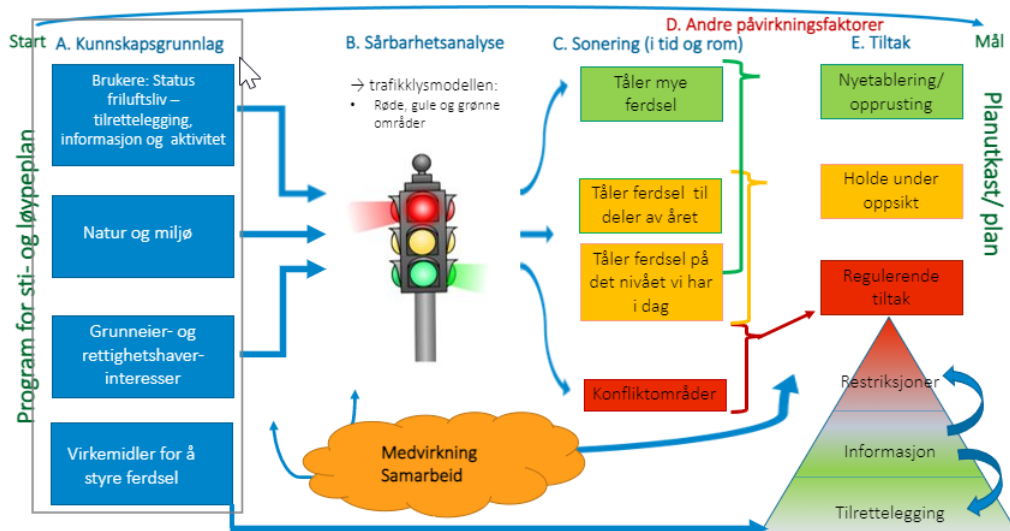 D. Andre påvirkningsfaktorer
Start
A. Kunnskapsgrunnlag
B. Sårbarhetsanalyse
C. Sonering (i tid og rom)
E. Tiltak
Mål
Program for sti- og løypeplan
Brukere: Status
friluftsliv –
tilrettelegging,
informasjon og aktivitet
Natur og miljø
Grunneier- og
rettighetshaver-
interesser
Virkemidler for å
styre ferdsel
→ trafikklysmodellen:
• Røde, gule og grønne
områder
Medvirkning
Samarbeid
Tåler mye
ferdsel
Tåler ferdsel til
deler av året
Tåler ferdsel på
det nivået vi har
i dag
Konfliktområder
Nyetablering/
opprusting
Holde under
oppsikt
Regulerende
tiltak
Restriksjoner
Informasjon
Tilrettelegging
Planutkast/ plan